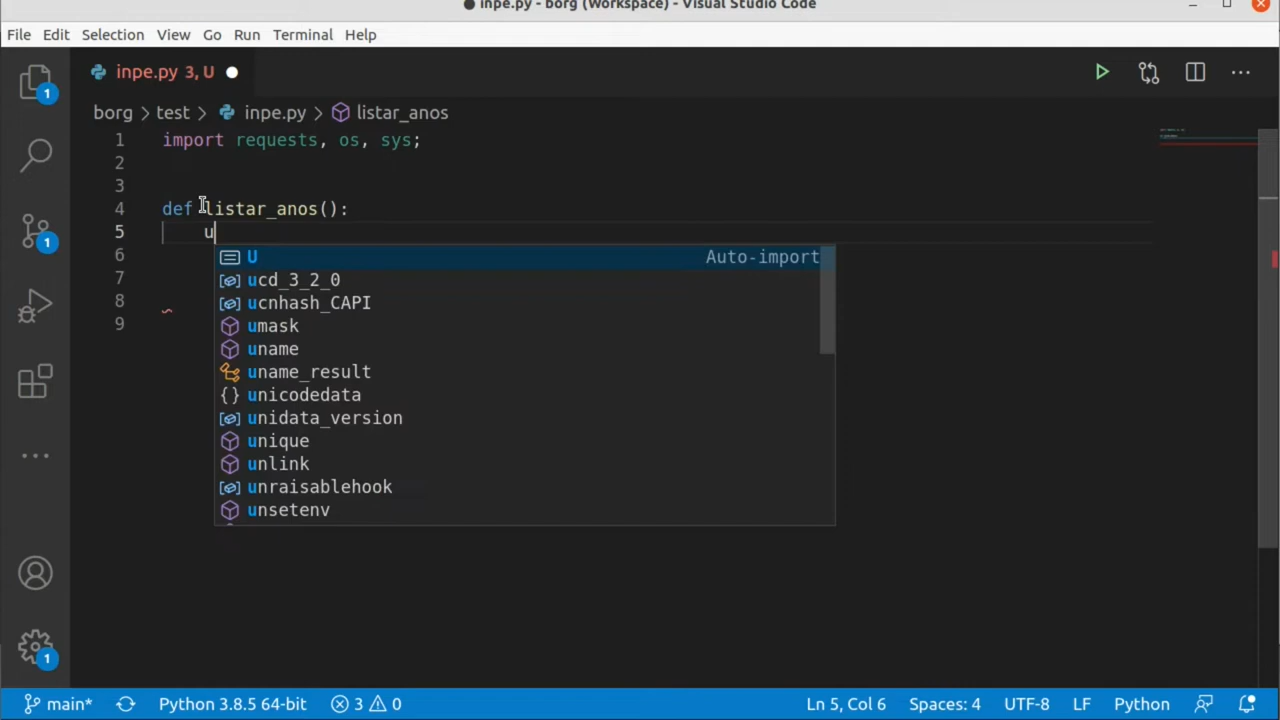 ● inpe.py - borg (Workspace) - Visual Studio Code
File Edit Selection View Go Run Terminal Help
inpe.py 3, U ●
borg > test > inpe.py > listar_anos
1 import requests, os, sys;
2
3
4 def listar_anos():
5 u
6 U Auto-import
7 ucd_3_2_0
8 ucnhash_CAPI
9 umask
uname
uname_result
{} unicodedata
unidata_version
unique
unlink
unraisablehook
unsetenv
1
1
1
main* Python 3.8.5 64-bit 3 0 Ln 5, Col 6 Spaces: 4 UTF-8 LF Python